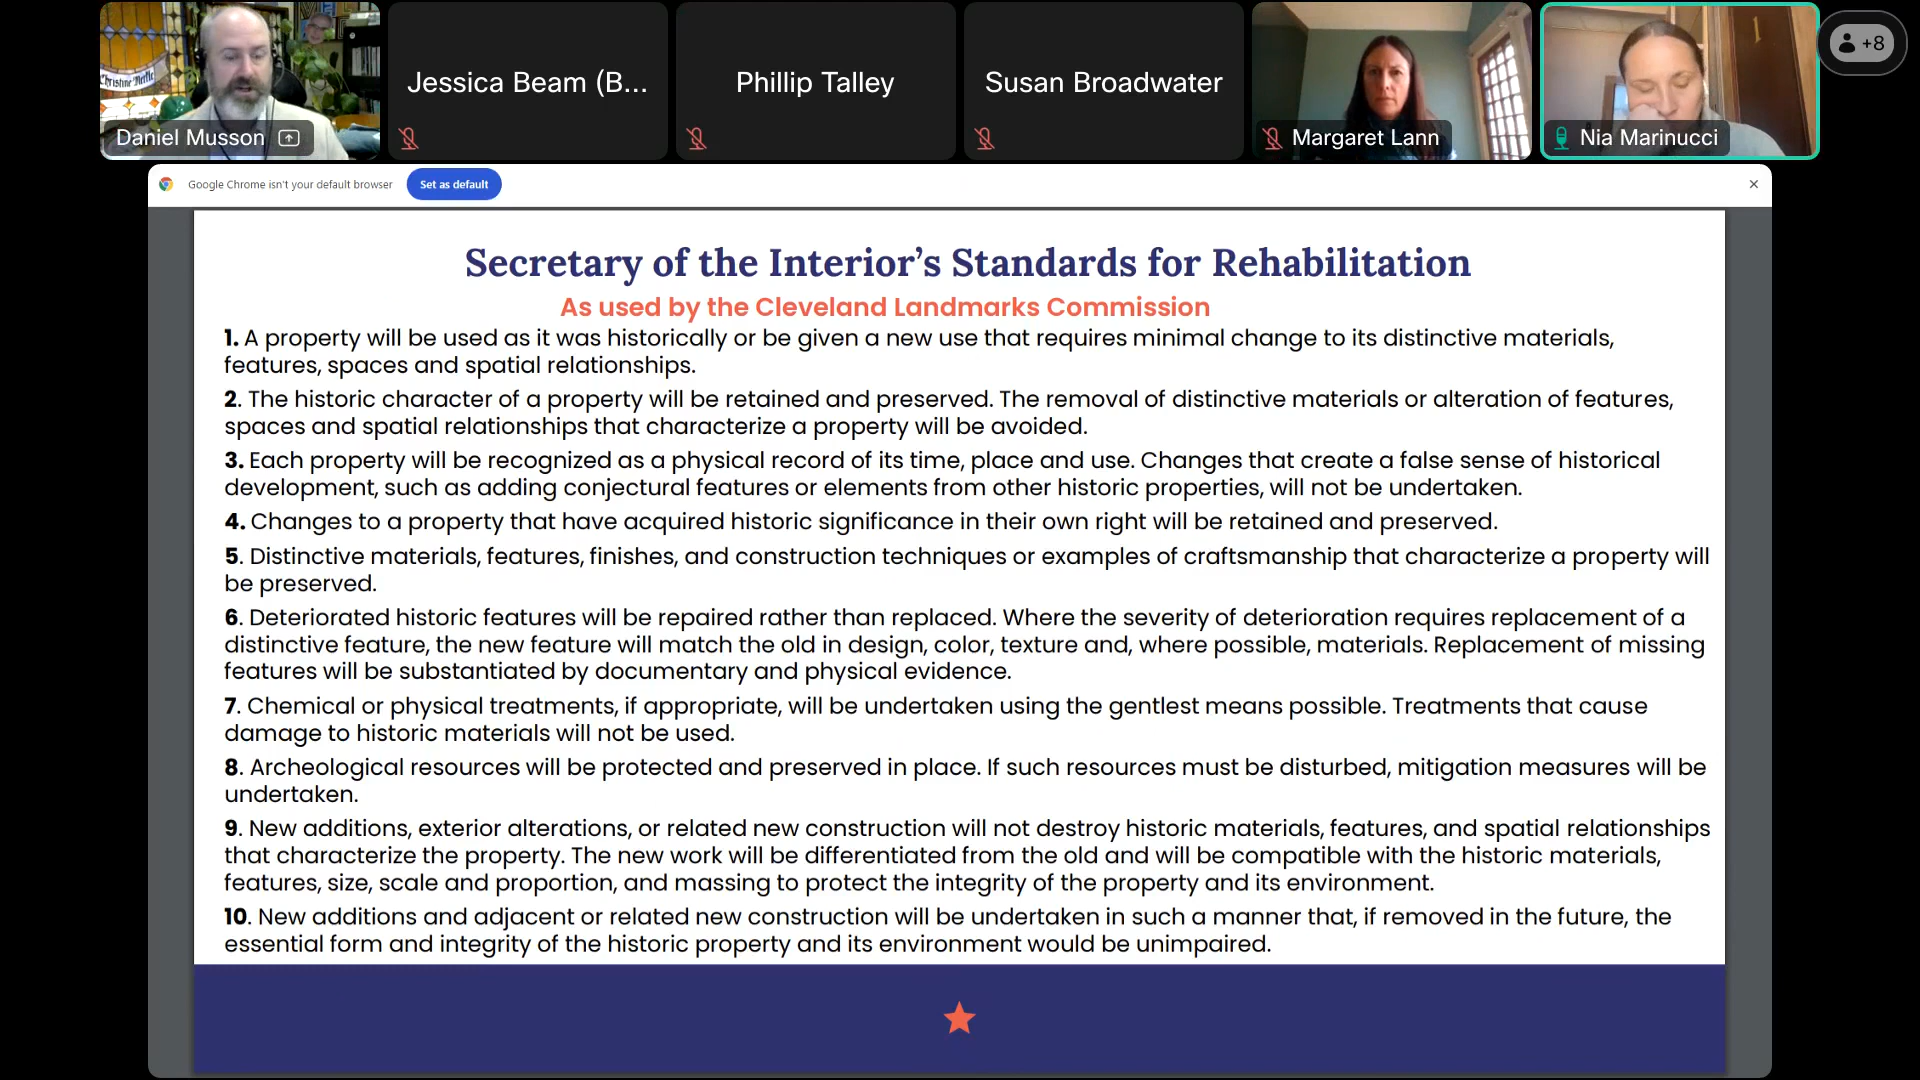 Christine
Daniel Musson
Jessica Beam (B...
Phillip Talley
Susan Broadwater
Margaret Lann
Nia Marinucci
+8
Google Chrome isn't your default browser
Set as default
Secretary of the Interior's Standards for Rehabilitation
As used by the Cleveland Landmarks Commission
1. A property will be used as it was historically or be given a new use that requires minimal change to its distinctive materials,
features, spaces and spatial relationships.
2. The historic character of a property will be retained and preserved. The removal of distinctive materials or alteration of features,
spaces and spatial relationships that characterize a property will be avoided.
3. Each property will be recognized as a physical record of its time, place and use. Changes that create a false sense of historical
development, such as adding conjectural features or elements from other historic properties, will not be undertaken.
4. Changes to a property that have acquired historic significance in their own right will be retained and preserved.
5. Distinctive materials, features, finishes, and construction techniques or examples of craftsmanship that characterize a property will
be preserved.
6. Deteriorated historic features will be repaired rather than replaced. Where the severity of deterioration requires replacement of a
distinctive feature, the new feature will match the old in design, color, texture and, where possible, materials. Replacement of missing
features will be substantiated by documentary and physical evidence.
7. Chemical or physical treatments, if appropriate, will be undertaken using the gentlest means possible. Treatments that cause
damage to historic materials will not be used.
8. Archeological resources will be protected and preserved in place. If such resources must be disturbed, mitigation measures will be
undertaken.
9. New additions, exterior alterations, or related new construction will not destroy historic materials, features, and spatial relationships
that characterize the property. The new work will be differentiated from the old and will be compatible with the historic materials,
features, size, scale and proportion, and massing to protect the integrity of the property and its environment.
10. New additions and adjacent or related new construction will be undertaken in such a manner that, if removed in the future, the
essential form and integrity of the historic property and its environment would be unimpaired.